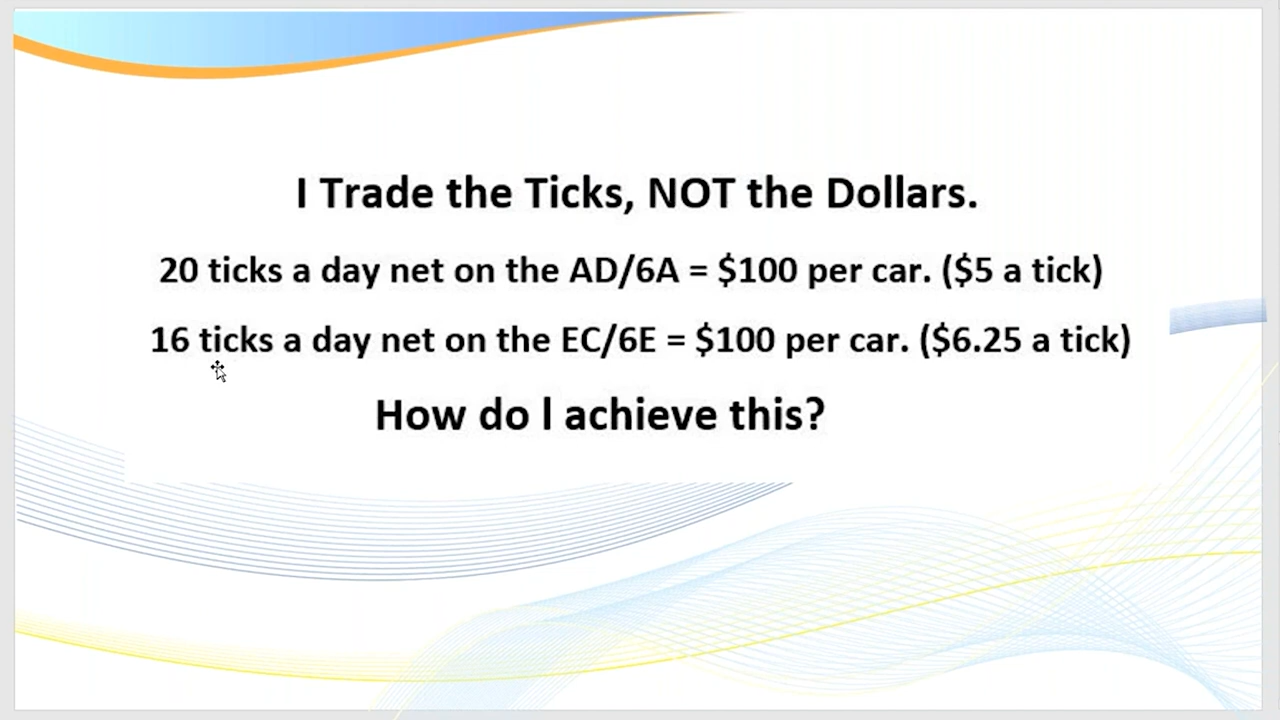 I Trade the Ticks, NOT the Dollars.
20 ticks a day net on the AD/6A = $100 per car. ($5 a tick)
16 ticks a day net on the EC/6E = $100 per car. ($6.25 a tick)
How do I achieve this?